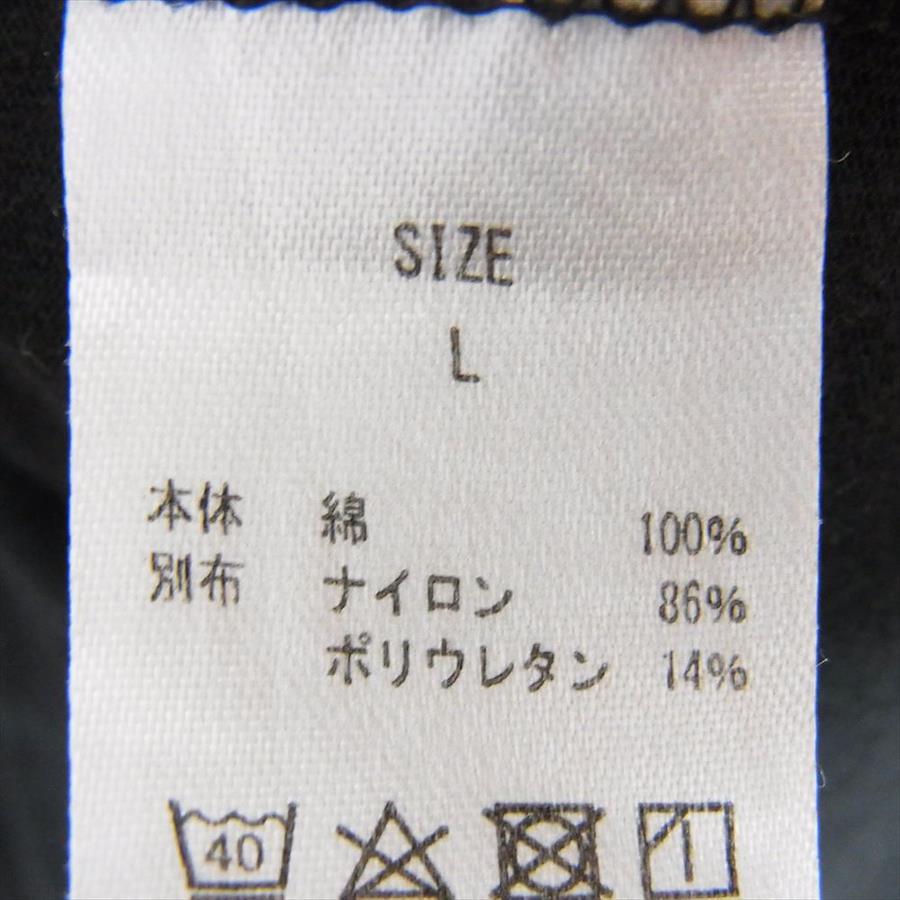 SIZE
L
本体 綿 100%
別布 ナイロン 86%
ポリウレタン 14%
40